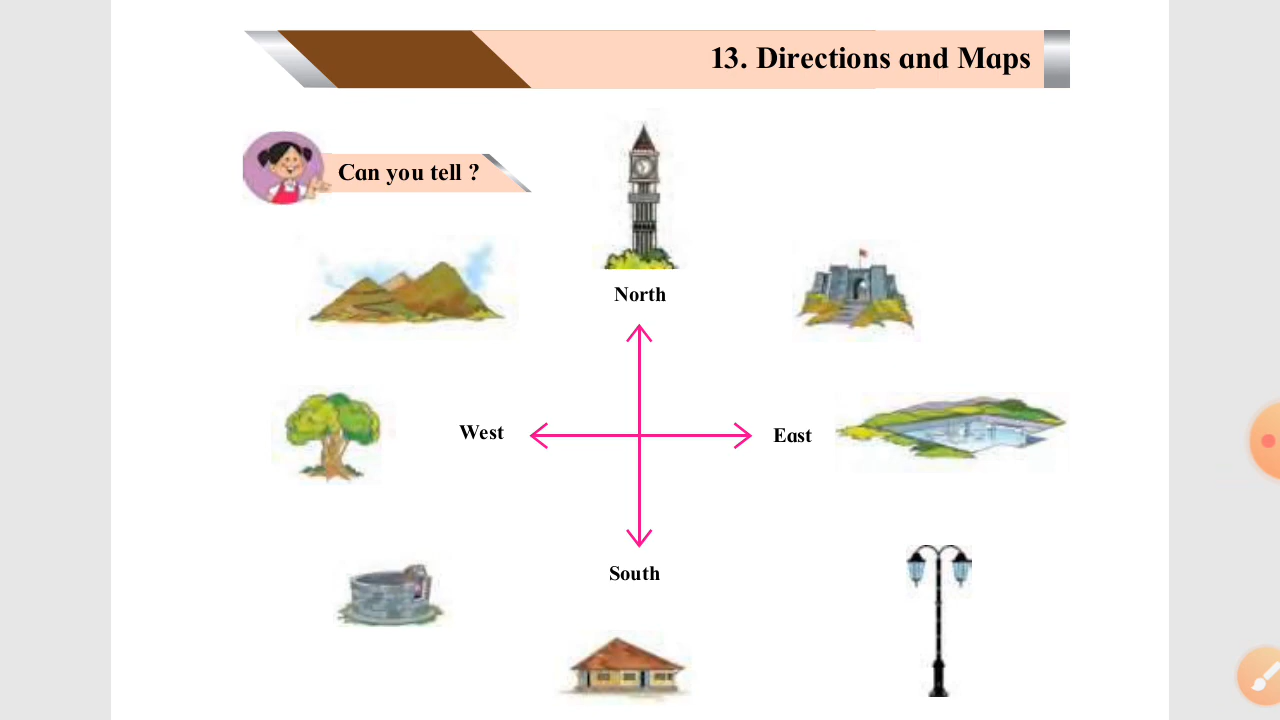 13. Directions and Maps
Can you tell ?
North
West
East
South